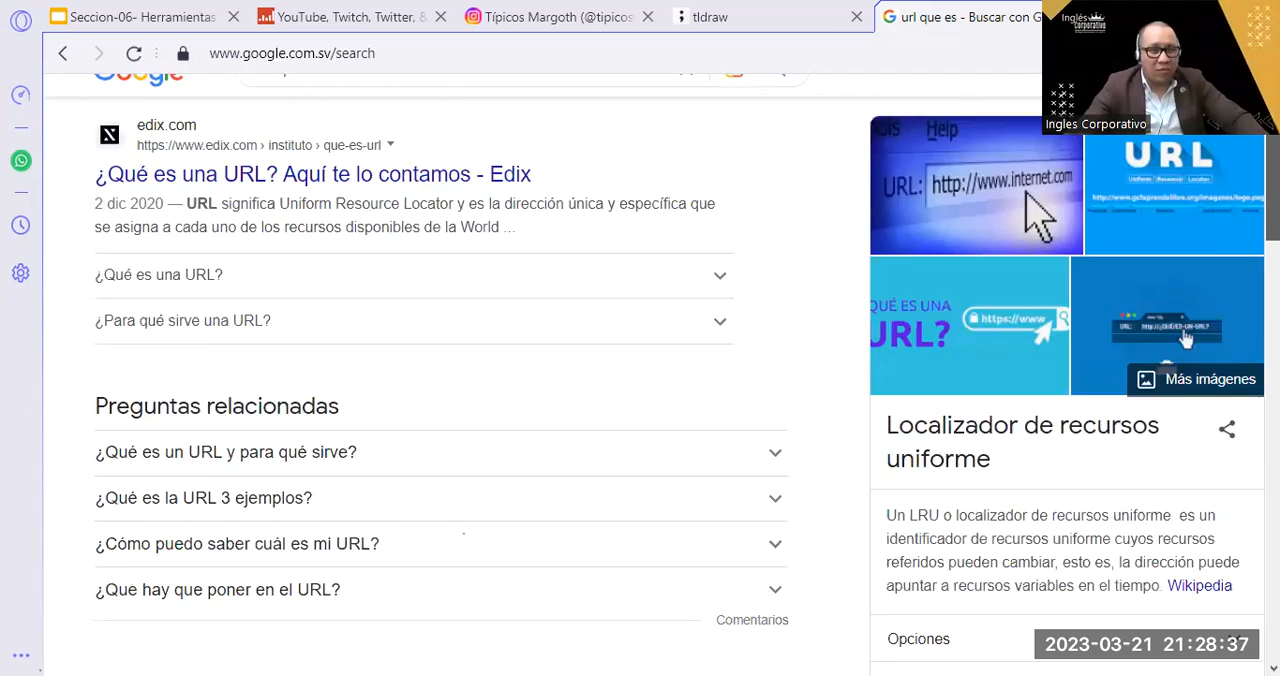 Seccion-06- Herramientas
YouTube, Twitch, Twitter, &
Típicos Margoth (@tipicos
tldraw
url que es - Buscar con G
www.google.com.sv/search
Inglés
Corporativo
Ingles Corporativo
edix.com
https://www.edix.com › instituto › que-es-url
¿Qué es una URL? Aquí te lo contamos - Edix
2 dic 2020 — URL significa Uniform Resource Locator y es la dirección única y específica que
se asigna a cada uno de los recursos disponibles de la World ...
¿Qué es una URL?
¿Para qué sirve una URL?
Preguntas relacionadas
¿Qué es un URL y para qué sirve?
¿Qué es la URL 3 ejemplos?
¿Cómo puedo saber cuál es mi URL?
¿Que hay que poner en el URL?
Comentarios
Help
URL: http://www.internet.com
URL
Uniform Resource Locator
QUÉ ES UNA
URL?
https://www
Más imágenes
Localizador de recursos
uniforme
Un LRU o localizador de recursos uniforme es un
identificador de recursos uniforme cuyos recursos
referidos pueden cambiar, esto es, la dirección puede
apuntar a recursos variables en el tiempo. Wikipedia
Opciones
2023-03-21 21:28:37